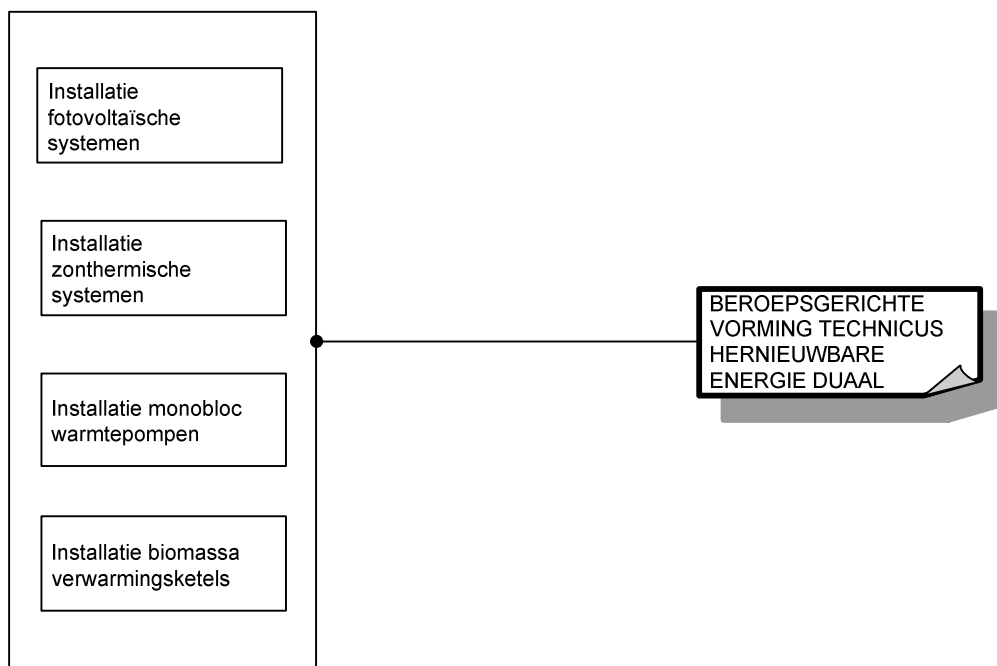 Installatie
fotovoltaïsche
systemen
Installatie
zonthermische
systemen
Installatie monobloc
warmtepompen
Installatie biomassa
verwarmingsketels
BEROEPSGERICHTE
VORMING TECHNICUS
HERNIEUWBARE
ENERGIE DUAAL